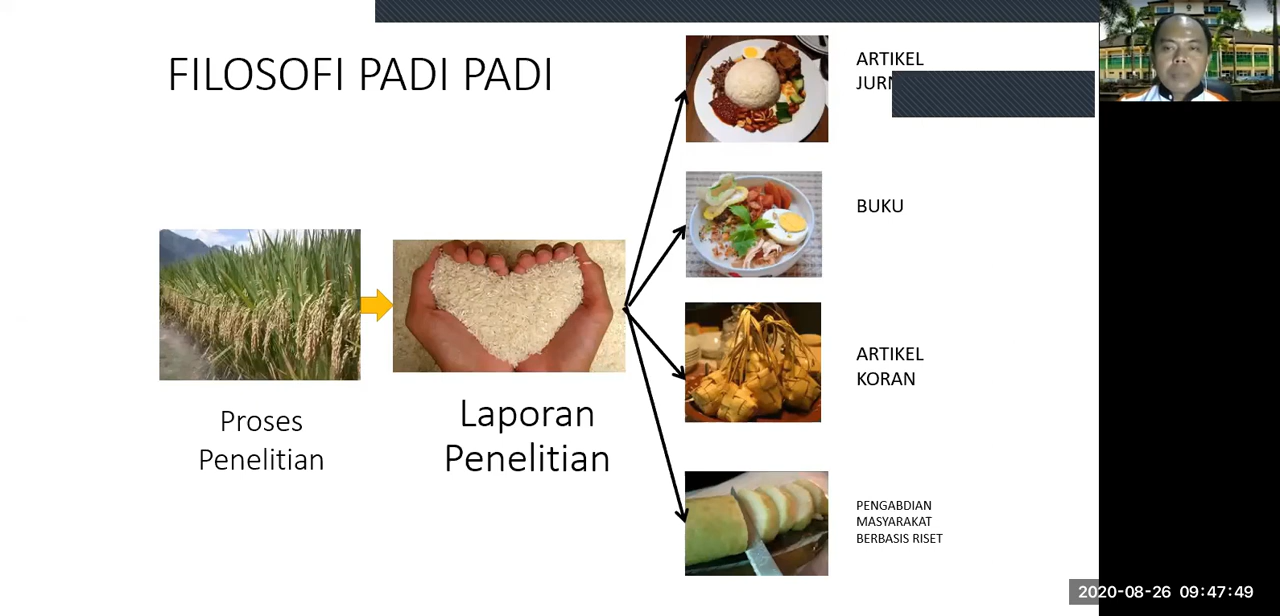 FILOSOFI PADI PADI
Proses
Penelitian
Laporan
Penelitian
ARTIKEL
BUKU
ARTIKEL
KORAN
PENGABDIAN
MASYARAKAT
BERBASIS RISET
2020-08-26 09:47:49